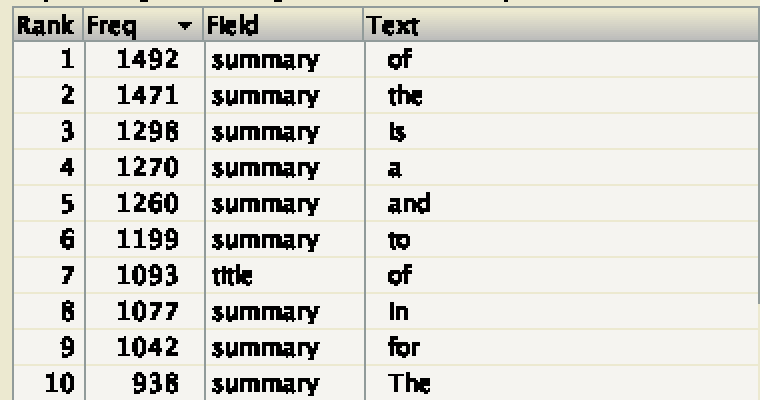 Rank Freq Field Text
1 1492 summary of
2 1471 summary the
3 1298 summary is
4 1270 summary a
5 1260 summary and
6 1199 summary to
7 1093 title of
8 1077 summary in
9 1042 summary for
10 938 summary The